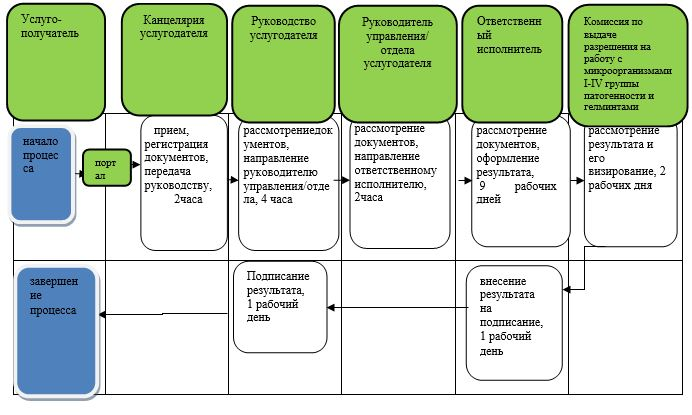 Услуго-
получатель
Канцелярия
услугодателя
Руководство
услугодателя
Руководитель
управления/
отдела
услугодателя
Ответственн
ый
исполнитель
Комиссия по
выдаче
разрешения на
работу с
микроорганизмами
I-IV группы
патогенности и
гелминтами
начало
процес
са
порт
ал
прием,
регистрация
документов,
передача
руководству,
2часа
рассмотрениедок
ументов,
направление
руководителю
управления/отде
ла, 4 часа
рассмотрение
документов,
направление
ответственному
исполнителю,
2часа
рассмотрение
документов,
оформление
результата,
9 рабочих
дней
рассмотрение
результата и
его
визирование, 2
рабочих дня
завершен
ие
процесса
Подписание
результата,
1 рабочий
день
внесение
результата
на
подписание,
1 рабочий
день